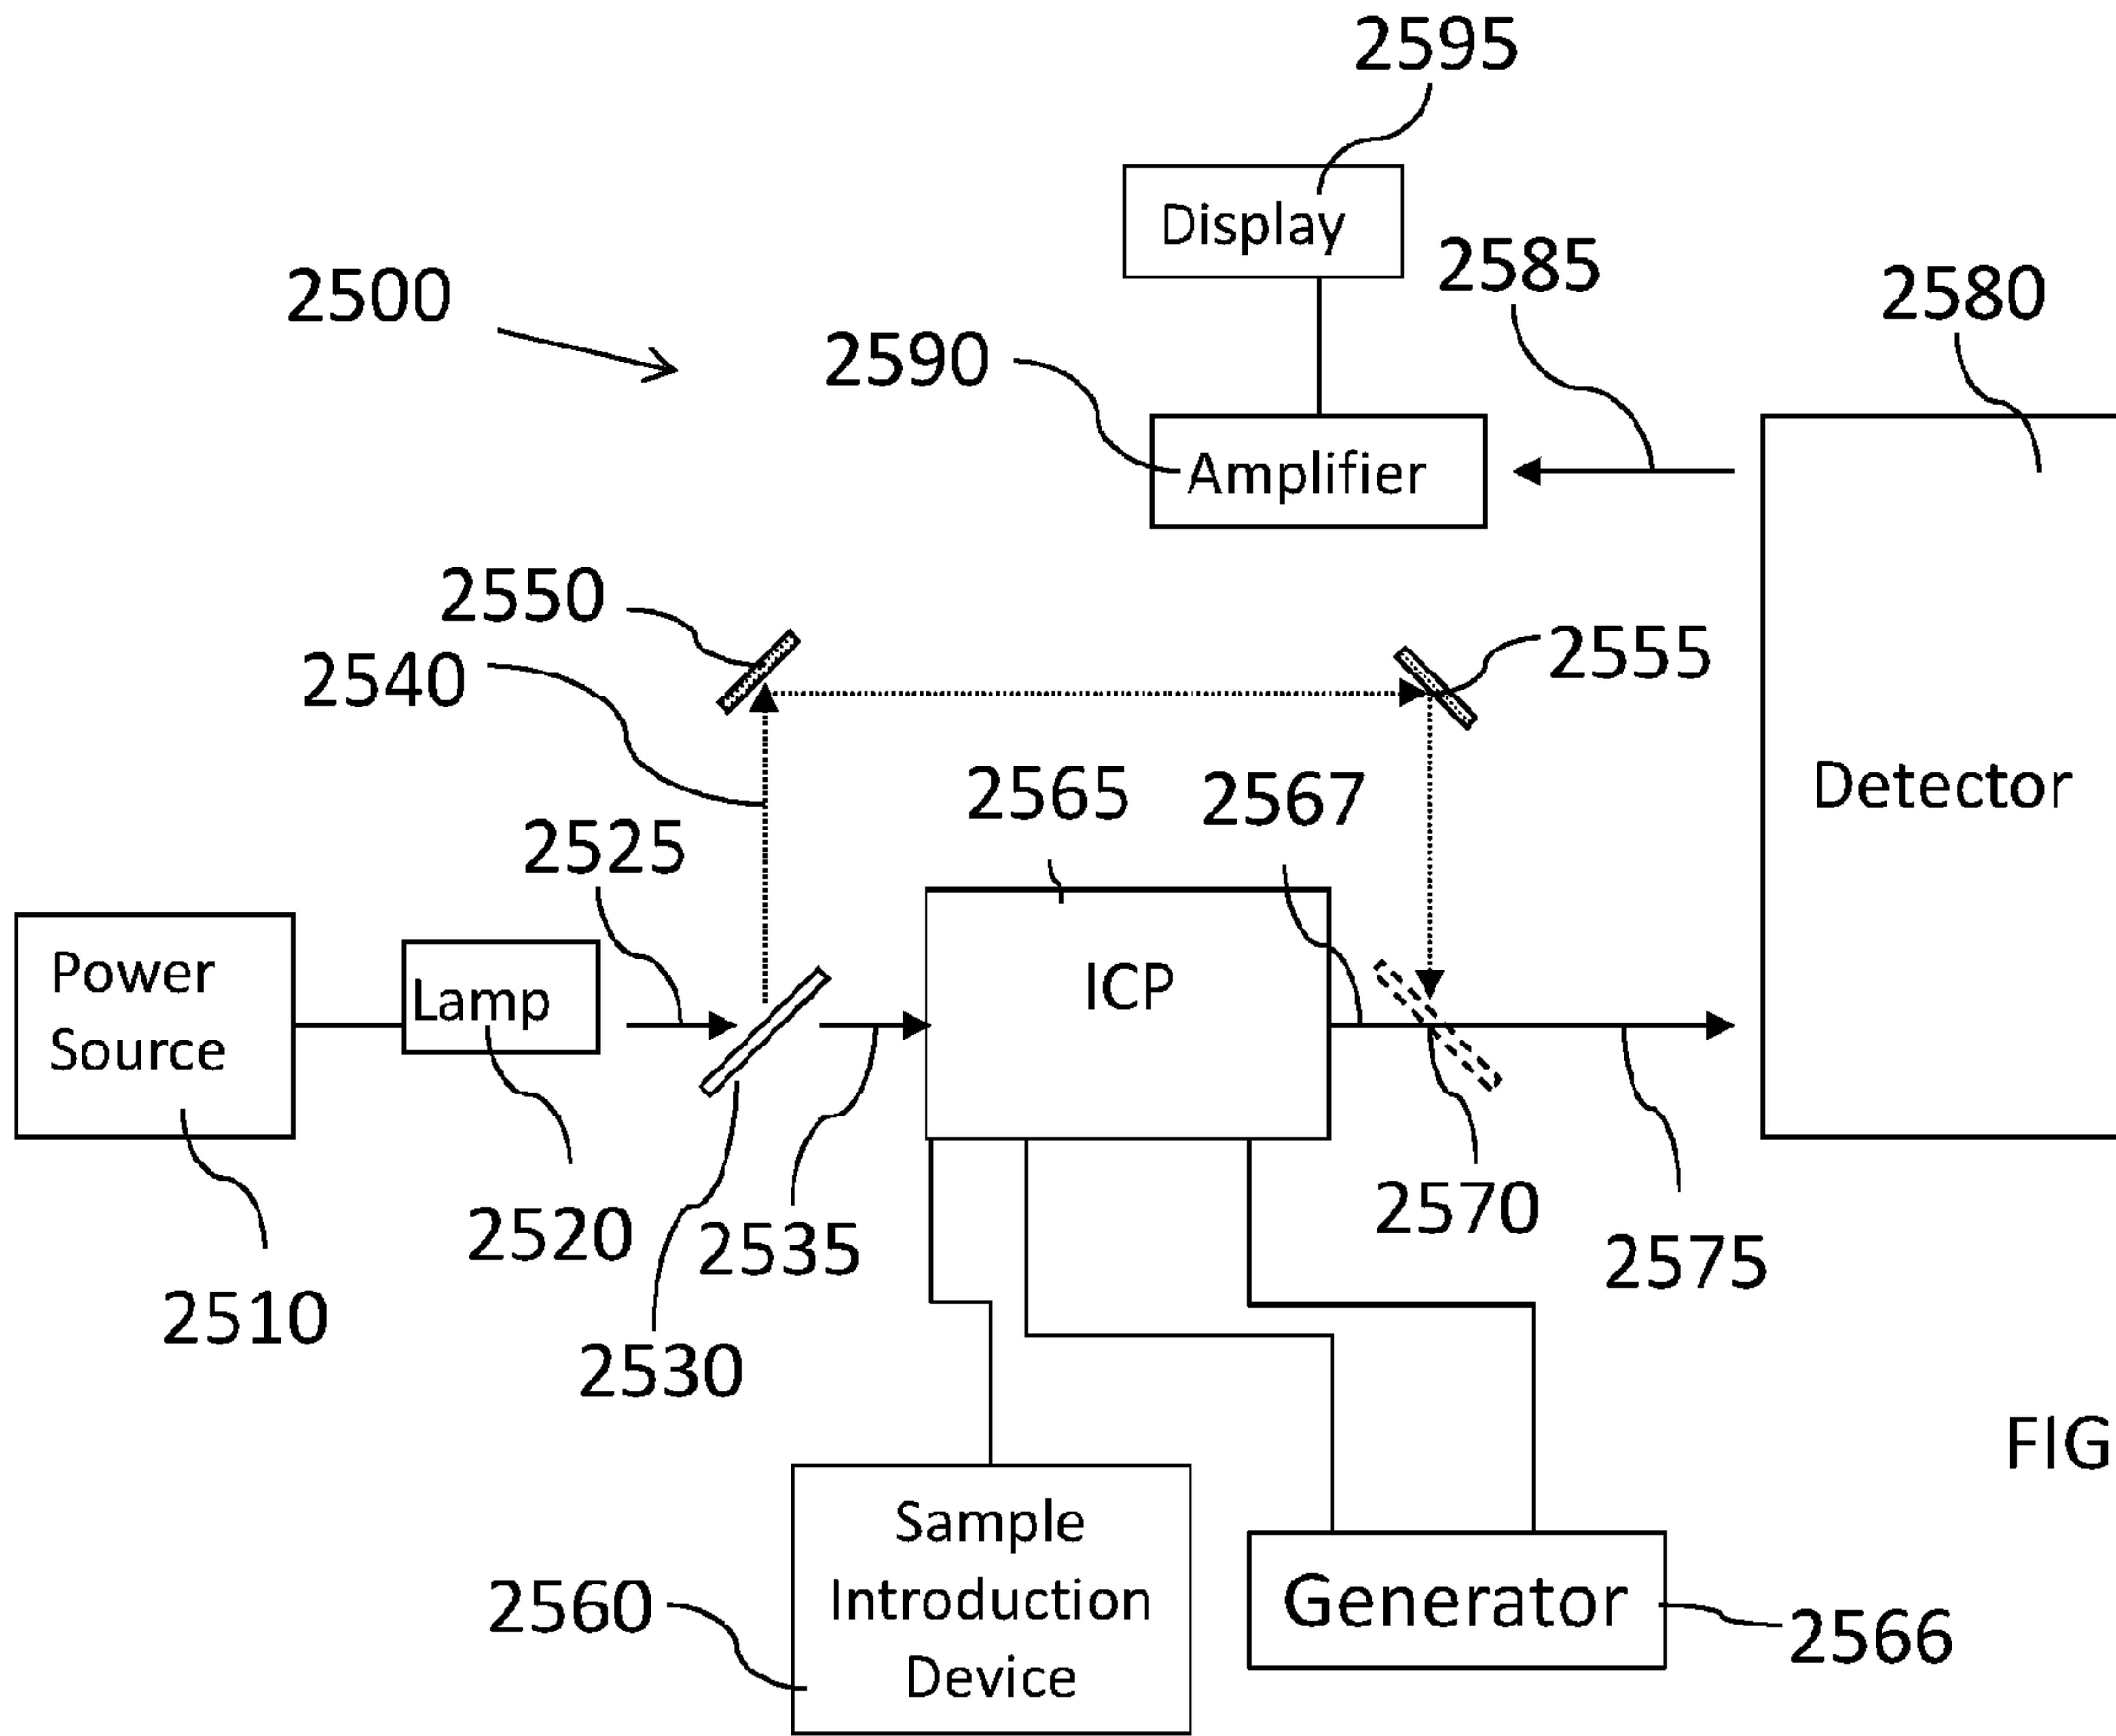 2595
Display
2585
2580
2500
2590
Amplifier
2550
2555
2540
2565
2567
Detector
2525
Power
Source
Lamp
ICP
2570
2520
2535
2575
2510
2530
FIG
Sample
Introduction
Device
2560
Generator
2566